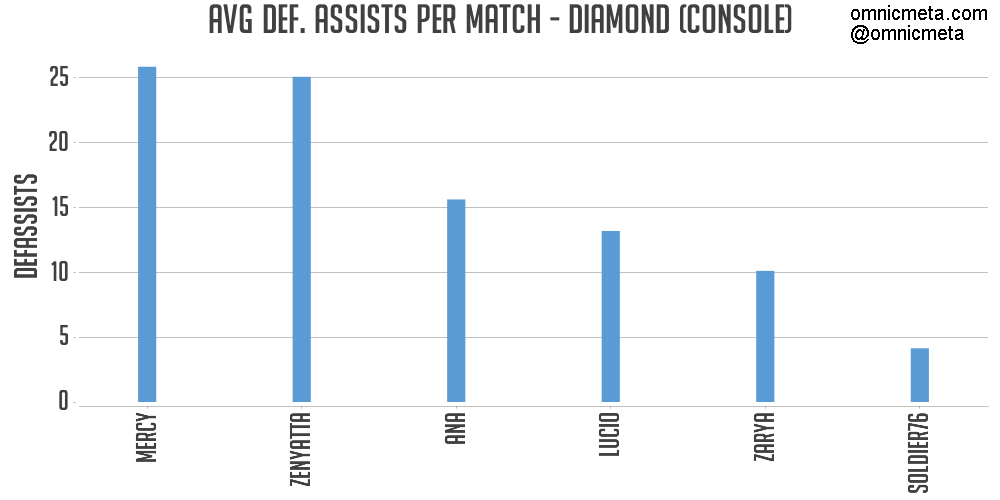 AVG DEF. ASSISTS PER MATCH - DIAMOND (CONSOLE)
omnicmeta.com
@omnicmeta
DEFASSISTS
25
20
15
10
5
0
MERCY
ZENYATTA
ANA
LUCIO
ZARYA
SOLDIER76